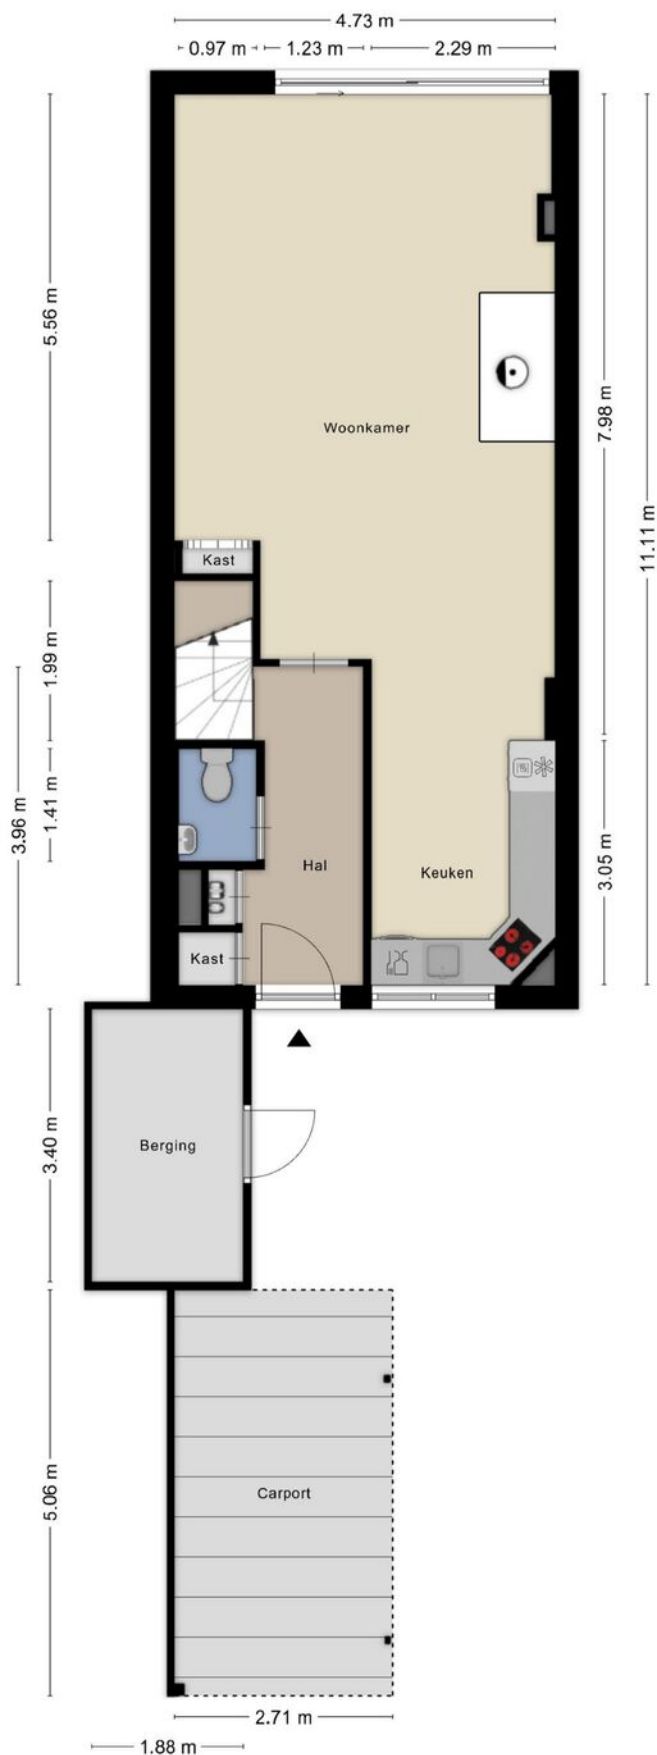 4.73 m
0.97 m
1.23 m
2.29 m
5.56 m
7.98 m
11.11 m
Woonkamer
Kast
1.99 m
3.96 m
1.41 m
3.05 m
Hal
Keuken
Kast
3.40 m
Berging
5.06 m
Carport
2.71 m
1.88 m